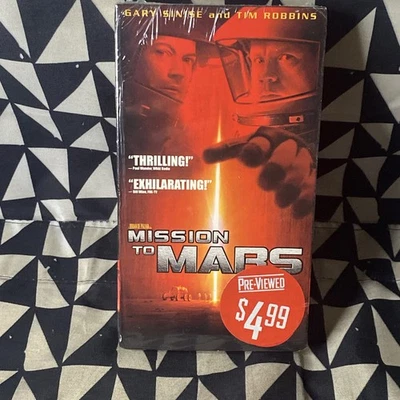 GARY SINISE and TIM ROBBINS
"THRILLING!"
"EXHILARATING!"
MISSION
TO MARS
PRE-VIEWED
$4.99